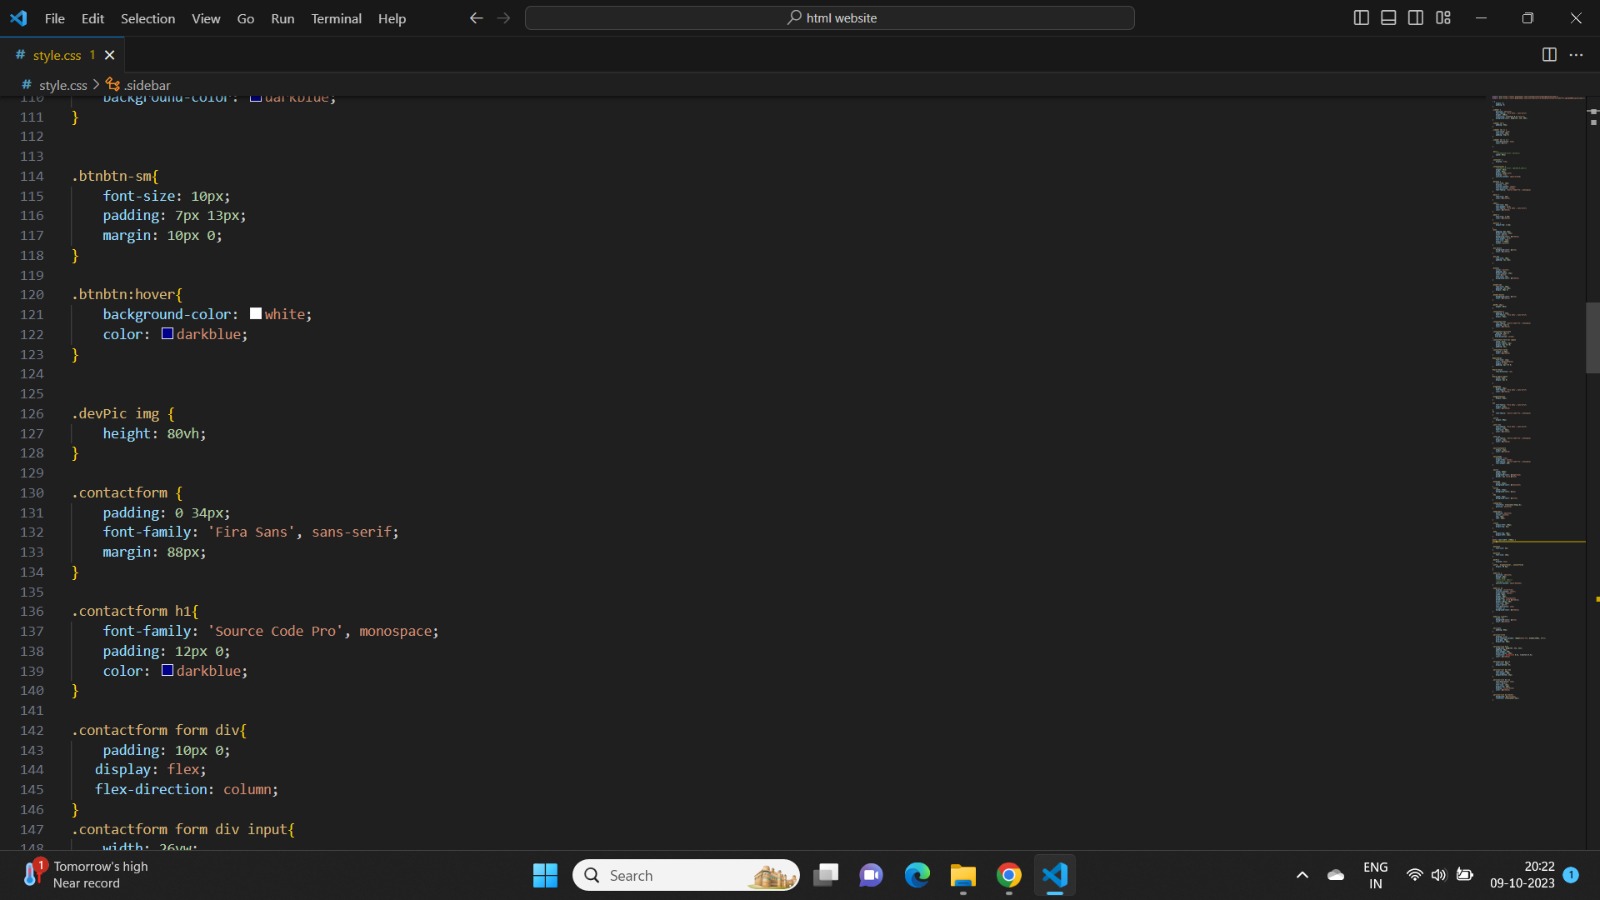 File Edit Selection View Go Run Terminal Help
html website
# style.css 1
# style.css > .sidebar
110 background-color: darkblue;
111 }
112
113
114 .btnbtn-sm{
115 font-size: 10px;
116 padding: 7px 13px;
117 margin: 10px 0;
118 }
119
120 .btnbtn:hover{
121 background-color: white;
122 color: darkblue;
123 }
124
125
126 .devPic img {
127 height: 80vh;
128 }
129
130 .contactform {
131 padding: 0 34px;
132 font-family: 'Fira Sans', sans-serif;
133 margin: 88px;
134 }
135
136 .contactform h1{
137 font-family: 'Source Code Pro', monospace;
138 padding: 12px 0;
139 color: darkblue;
140 }
141
142 .contactform form div{
143 padding: 10px 0;
144 display: flex;
145 flex-direction: column;
146 }
147 .contactform form div input{
148 width: 26vw;
1
Tomorrow's high
Near record
Search
ENG
IN
20:22
09-10-2023
1